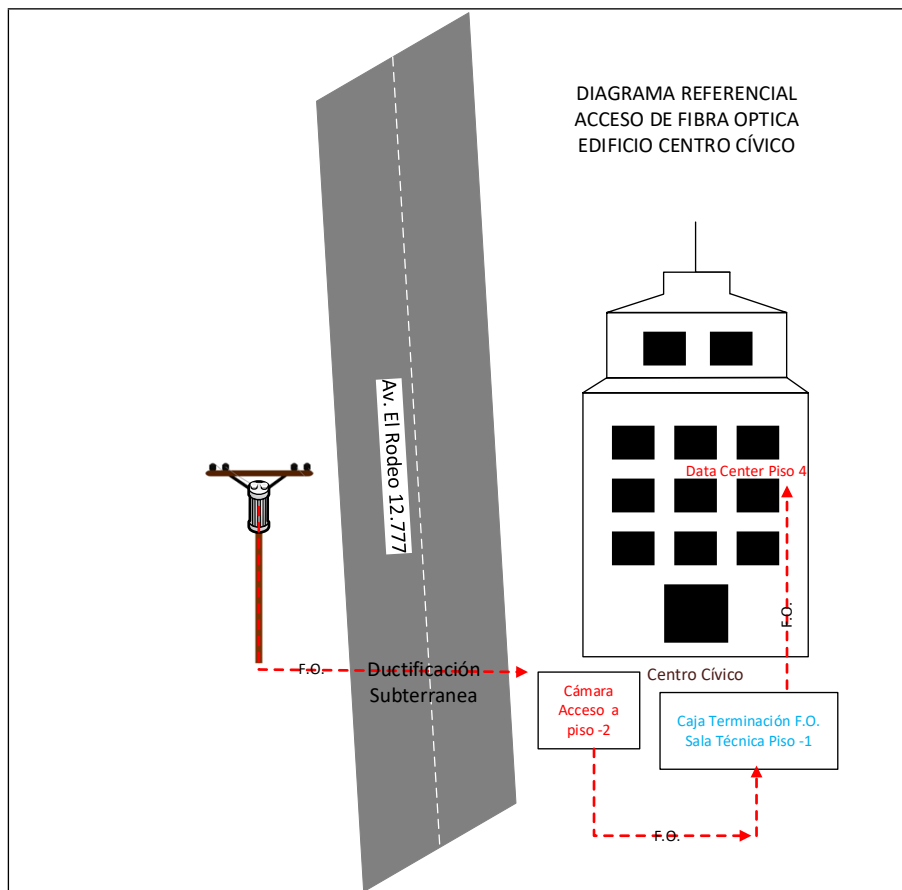 DIAGRAMA REFERENCIAL
ACCESO DE FIBRA OPTICA
EDIFICIO CENTRO CÍVICO
Av. El Rodeo 12.777
Data Center Piso 4
F.O.
F.O.
Ductificación
Subterranea
Centro Cívico
Cámara
Acceso a
piso -2
Caja Terminación F.O.
Sala Técnica Piso -1
F.O.